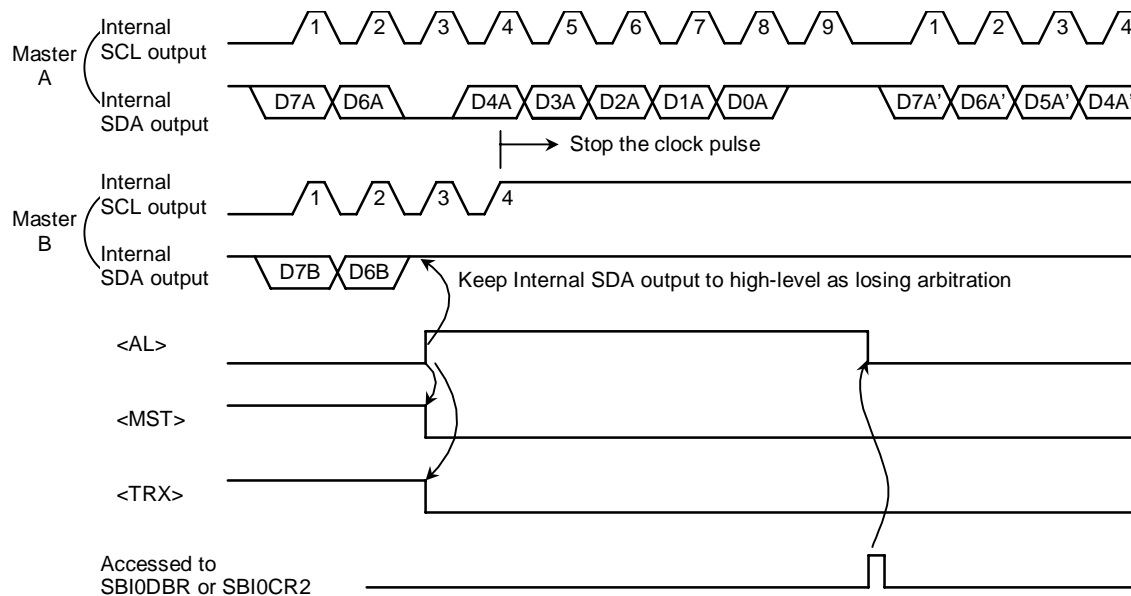 Master A
Internal SCL output
1 2 3 4 5 6 7 8 9 1 2 3 4
Internal SDA output
D7A D6A D4A D3A D2A D1A D0A D7A' D6A' D5A' D4A'
Stop the clock pulse
Master B
Internal SCL output
1 2 3 4
Internal SDA output
D7B D6B
Keep Internal SDA output to high-level as losing arbitration
<AL>
<MST>
<TRX>
Accessed to
SBI0DBR or SBI0CR2